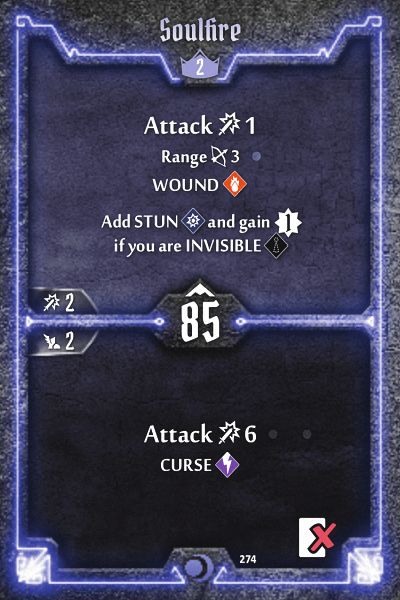 Soulfire
2
Attack 1
Range 3
WOUND
Add STUN and gain 1
if you are INVISIBLE
2
85
2
Attack 6
CURSE
274